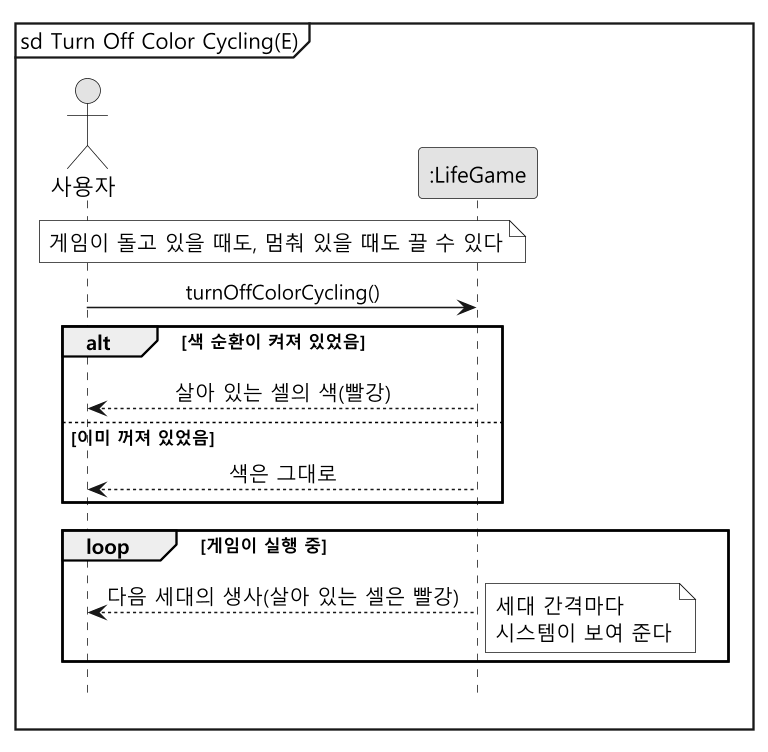 sd Turn Off Color Cycling(E)
사용자
:LifeGame
게임이 돌고 있을 때도, 멈춰 있을 때도 끌 수 있다
turnOffColorCycling()
alt
[색 순환이 켜져 있었음]
살아 있는 셀의 색(빨강)
[이미 꺼져 있었음]
색은 그대로
loop
[게임이 실행 중]
다음 세대의 생사(살아 있는 셀은 빨강)
세대 간격마다
시스템이 보여 준다